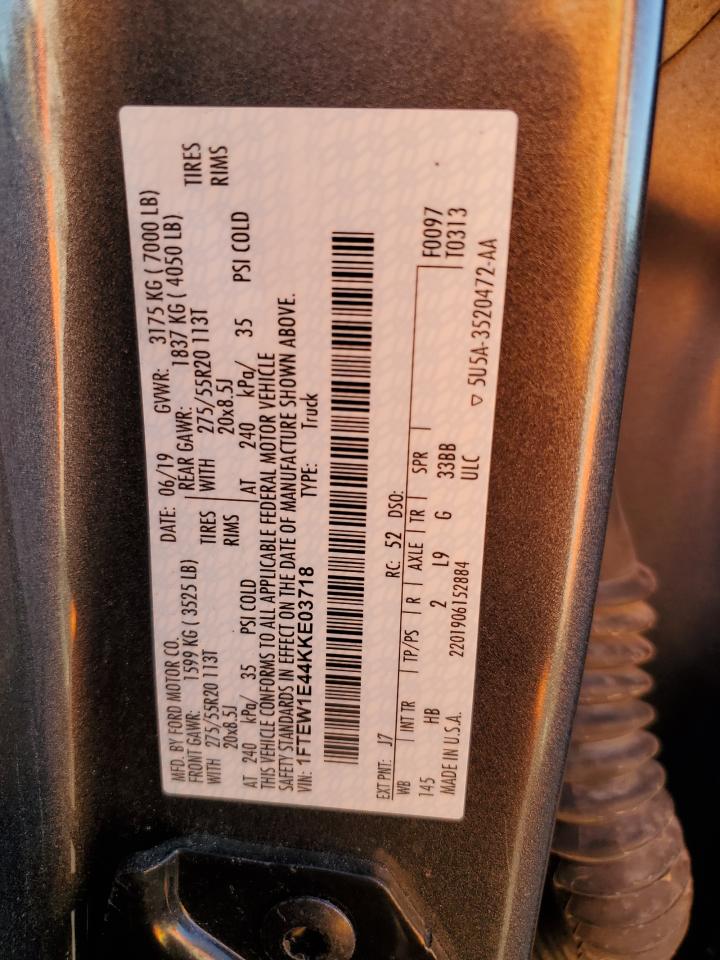 MFD. BY FORD MOTOR CO. DATE: 06/19 GVWR: 3175 KG ( 7000 LB)
FRONT GAWR: 1599 KG ( 3525 LB) REAR GAWR: 1837 KG ( 4050 LB)
WITH 275/55R20 113T TIRES WITH 275/55R20 113T TIRES
20x8.5J RIMS 20x8.5J RIMS
AT 240 kPa/ 35 PSI COLD AT 240 kPa/ 35 PSI COLD
THIS VEHICLE CONFORMS TO ALL APPLICABLE FEDERAL MOTOR VEHICLE
SAFETY STANDARDS IN EFFECT ON THE DATE OF MANUFACTURE SHOWN ABOVE.
VIN: 1FTEW1E44KKE03718 TYPE: Truck
EXT PNT: J7 RC: 52 DSO: F0097
WB INT TR TP/PS R AXLE TR SPR T0313
145 HB 2 L9 G 33BB
MADE IN U.S.A. 2201906152884 ULC ▽ 5U5A-3520472-AA